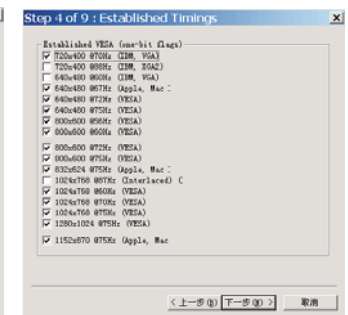 Step 4 of 9 : Established Timings
Established VESA (one-bit flags)
720x400 @70Hz (IBM, VGA)
720x400 @88Hz (IBM, XGA2)
640x480 @60Hz (IBM, VGA)
640x480 @67Hz (Apple, Mac
640x480 @72Hz (VESA)
640x480 @75Hz (VESA)
800x600 @56Hz (VESA)
800x600 @60Hz (VESA)
800x600 @72Hz (VESA)
800x600 @75Hz (VESA)
832x624 @75Hz (Apple, Mac
1024x768 @87Hz (Interlaced) (
1024x768 @60Hz (VESA)
1024x768 @70Hz (VESA)
1024x768 @75Hz (VESA)
1280x1024 @75Hz (VESA)
1152x870 @75Hz (Apple, Mac
< 上一步(B) 下一步(N) > 取消